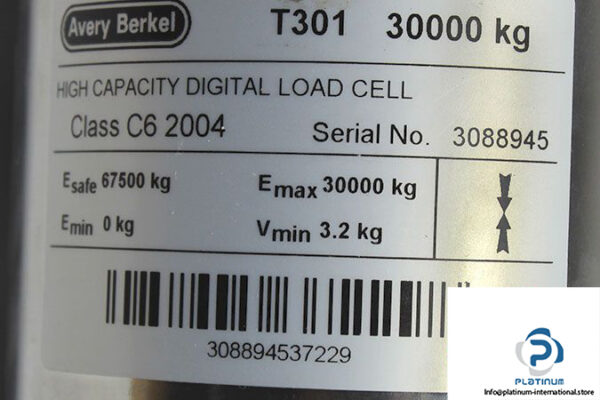 Avery Berkel T301 30000 kg
HIGH CAPACITY DIGITAL LOAD CELL
Class C6 2004 Serial No. 3088945
Esafe 67500 kg Emax 30000 kg
Emin 0 kg Vmin 3.2 kg
308894537229
PLATINUM
Info@platinum-international.store